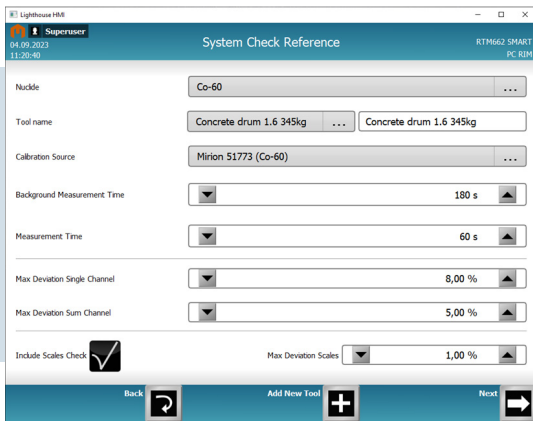 Lighthouse HMI
Superuser
04.09.2023
11:20:40
System Check Reference
RTM662 SMART
PC RIM
Nuclide Co-60 ...
Tool name Concrete drum 1.6 345kg ... Concrete drum 1.6 345kg
Calibration Source Mirion 51773 (Co-60) ...
Background Measurement Time 180 s
Measurement Time 60 s
Max Deviation Single Channel 8,00 %
Max Deviation Sum Channel 5,00 %
Include Scales Check Max Deviation Scales 1,00 %
Back Add New Tool Next